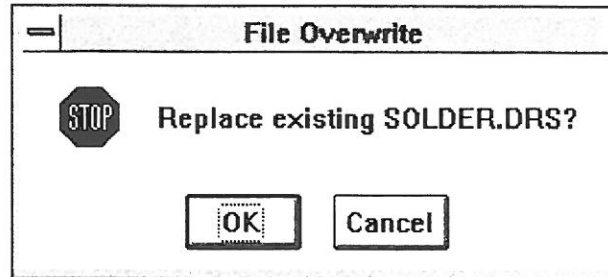 File Overwrite
STOP
Replace existing SOLDER.DRS?
OK
Cancel